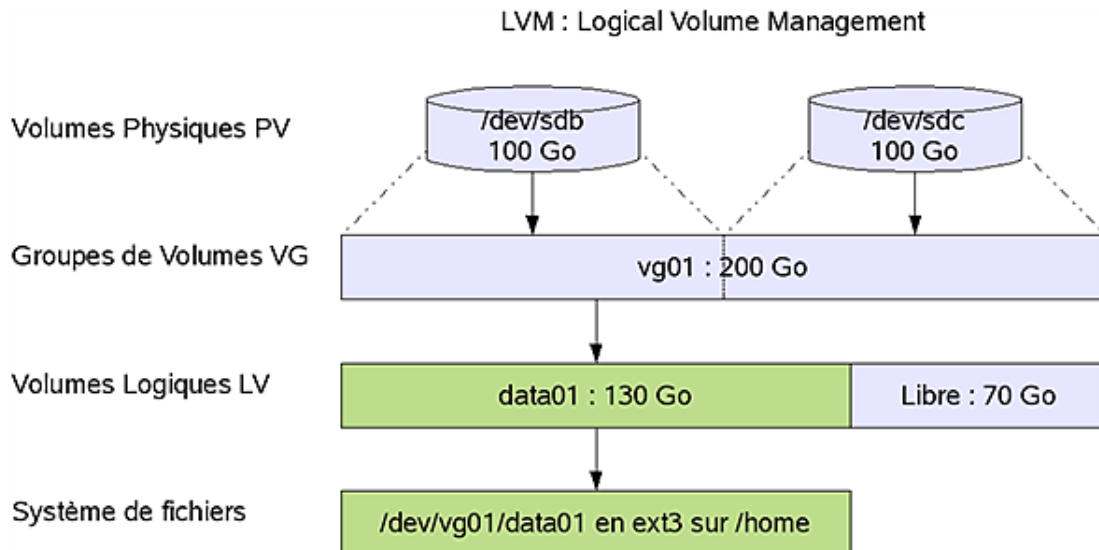 LVM : Logical Volume Management
Volumes Physiques PV
/dev/sdb
100 Go
/dev/sdc
100 Go
Groupes de Volumes VG
vg01 : 200 Go
Volumes Logiques LV
data01 : 130 Go
Libre : 70 Go
Système de fichiers
/dev/vg01/data01 en ext3 sur /home